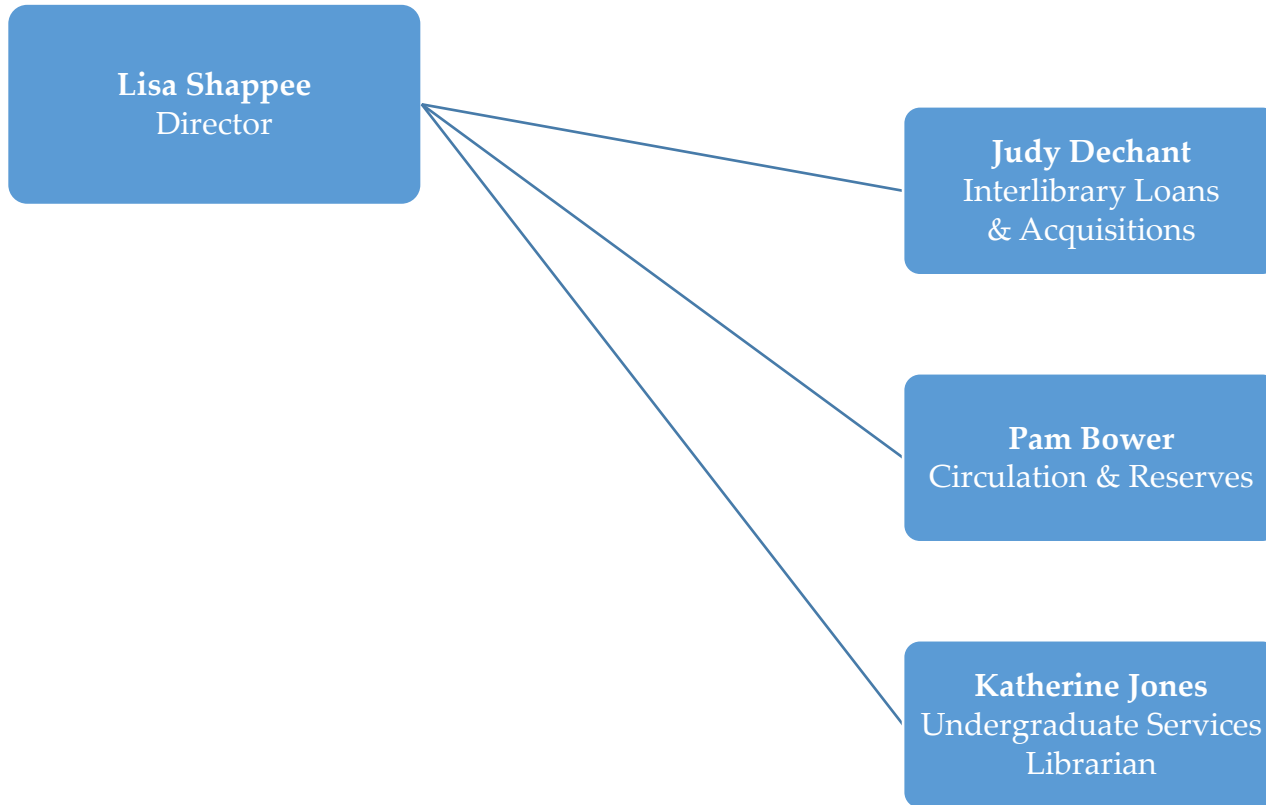 Lisa Shappee
Director
Judy Dechant
Interlibrary Loans
& Acquisitions
Pam Bower
Circulation & Reserves
Katherine Jones
Undergraduate Services
Librarian